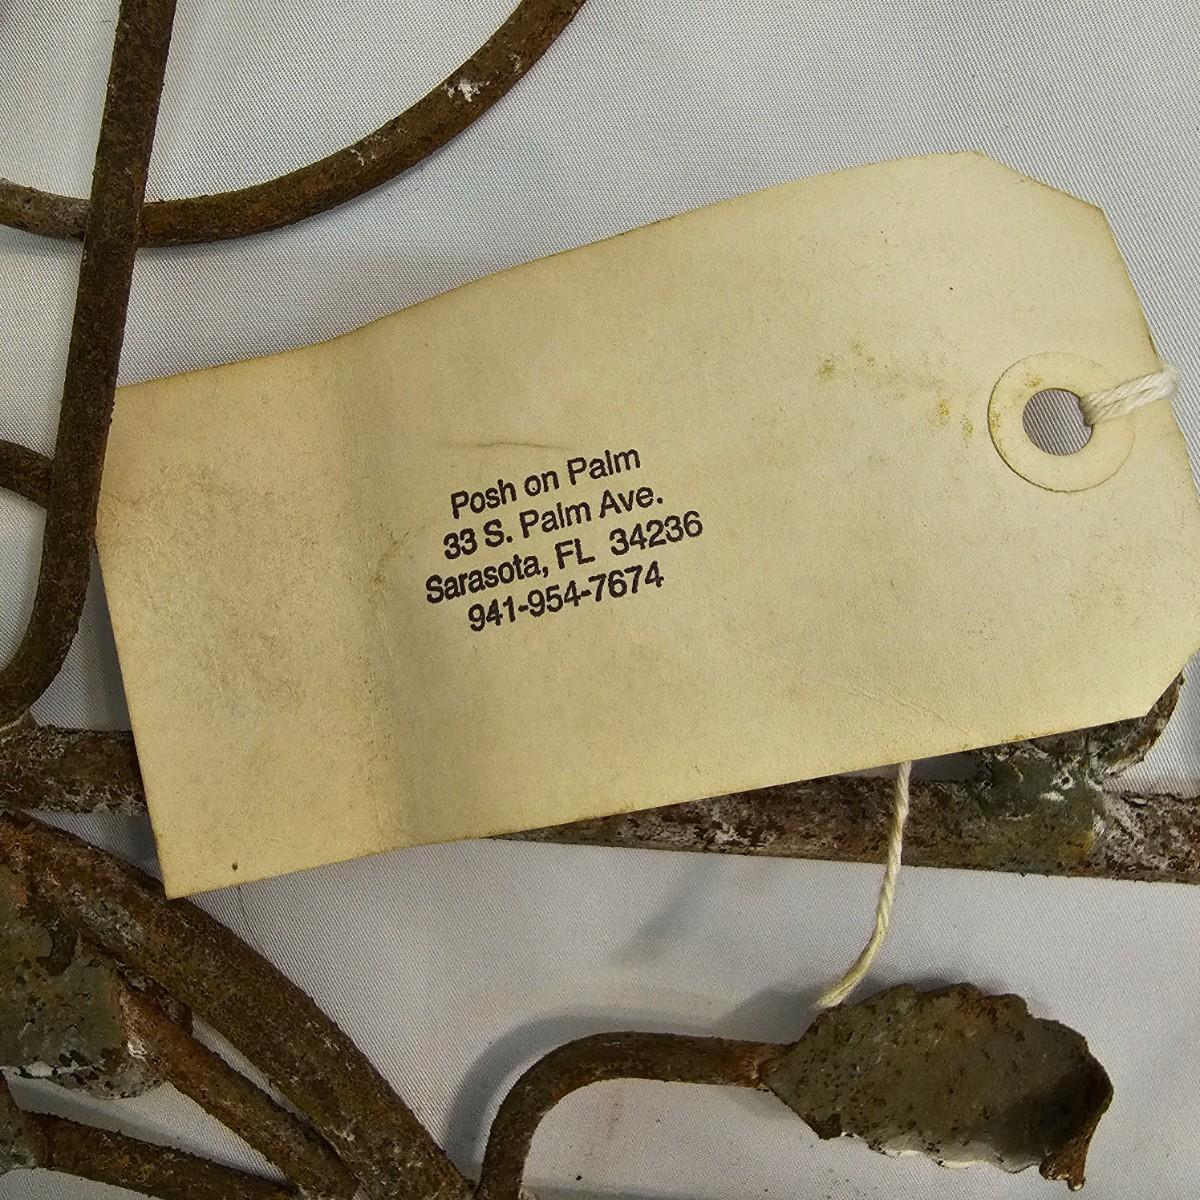 Posh on Palm
33 S. Palm Ave.
Sarasota, FL 34236
941-954-7674